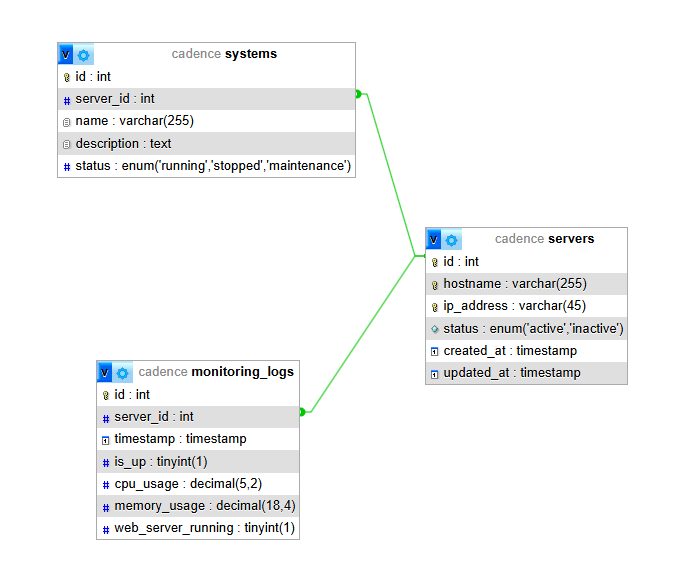 V cadence systems
id : int
# server_id : int
name : varchar(255)
description : text
# status : enum('running','stopped','maintenance')
V cadence servers
id : int
hostname : varchar(255)
ip_address : varchar(45)
status : enum('active','inactive')
created_at : timestamp
updated_at : timestamp
V cadence monitoring_logs
id : int
# server_id : int
timestamp : timestamp
# is_up : tinyint(1)
# cpu_usage : decimal(5,2)
# memory_usage : decimal(18,4)
# web_server_running : tinyint(1)